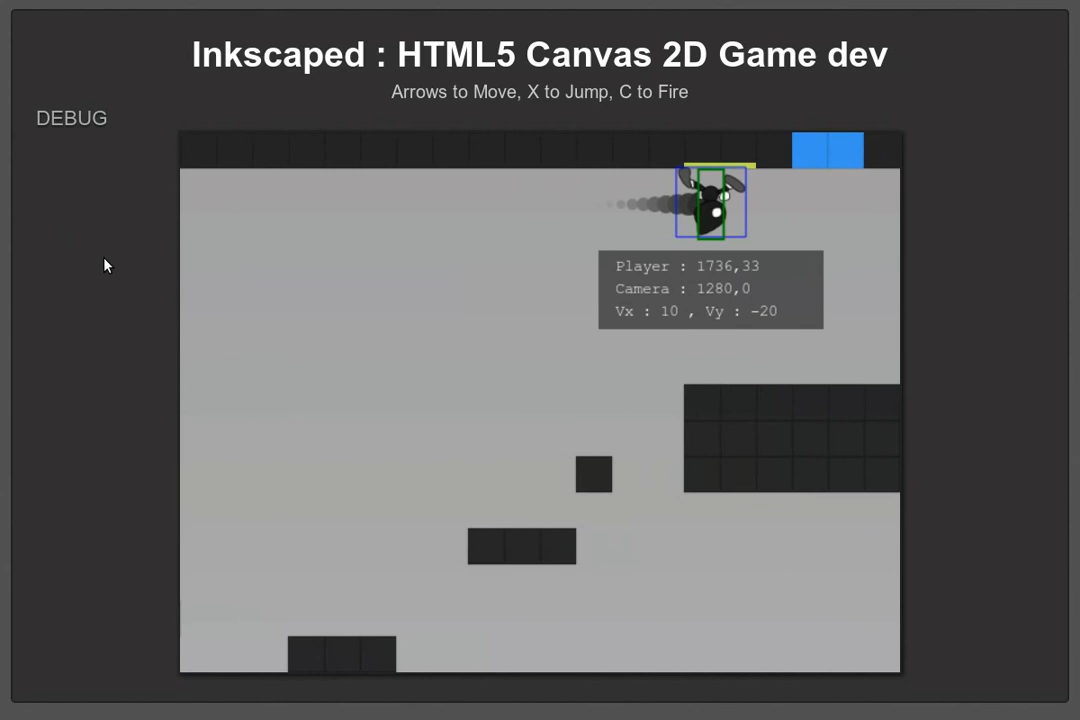 Inkscaped : HTML5 Canvas 2D Game dev
Arrows to Move, X to Jump, C to Fire
DEBUG
Player : 1736,33
Camera : 1280,0
Vx : 10 , Vy : -20